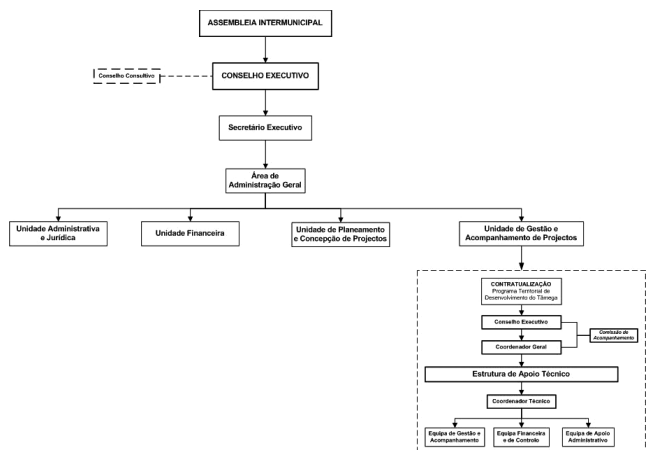 ASSEMBLEIA INTERMUNICIPAL
Conselho Consultivo
CONSELHO EXECUTIVO
Secretário Executivo
Área de
Administração Geral
Unidade Administrativa
e Jurídica
Unidade Financeira
Unidade de Planeamento
e Concepção de Projectos
Unidade de Gestão e
Acompanhamento de Projectos
CONTRATUALIZAÇÃO
Programa Territorial de
Desenvolvimento do Tâmega
Conselho Executivo
Comissão de
Acompanhamento
Coordenador Geral
Estrutura de Apoio Técnico
Coordenador Técnico
Equipa de Gestão e
Acompanhamento
Equipa Financeira
e de Controlo
Equipa de Apoio
Administrativo